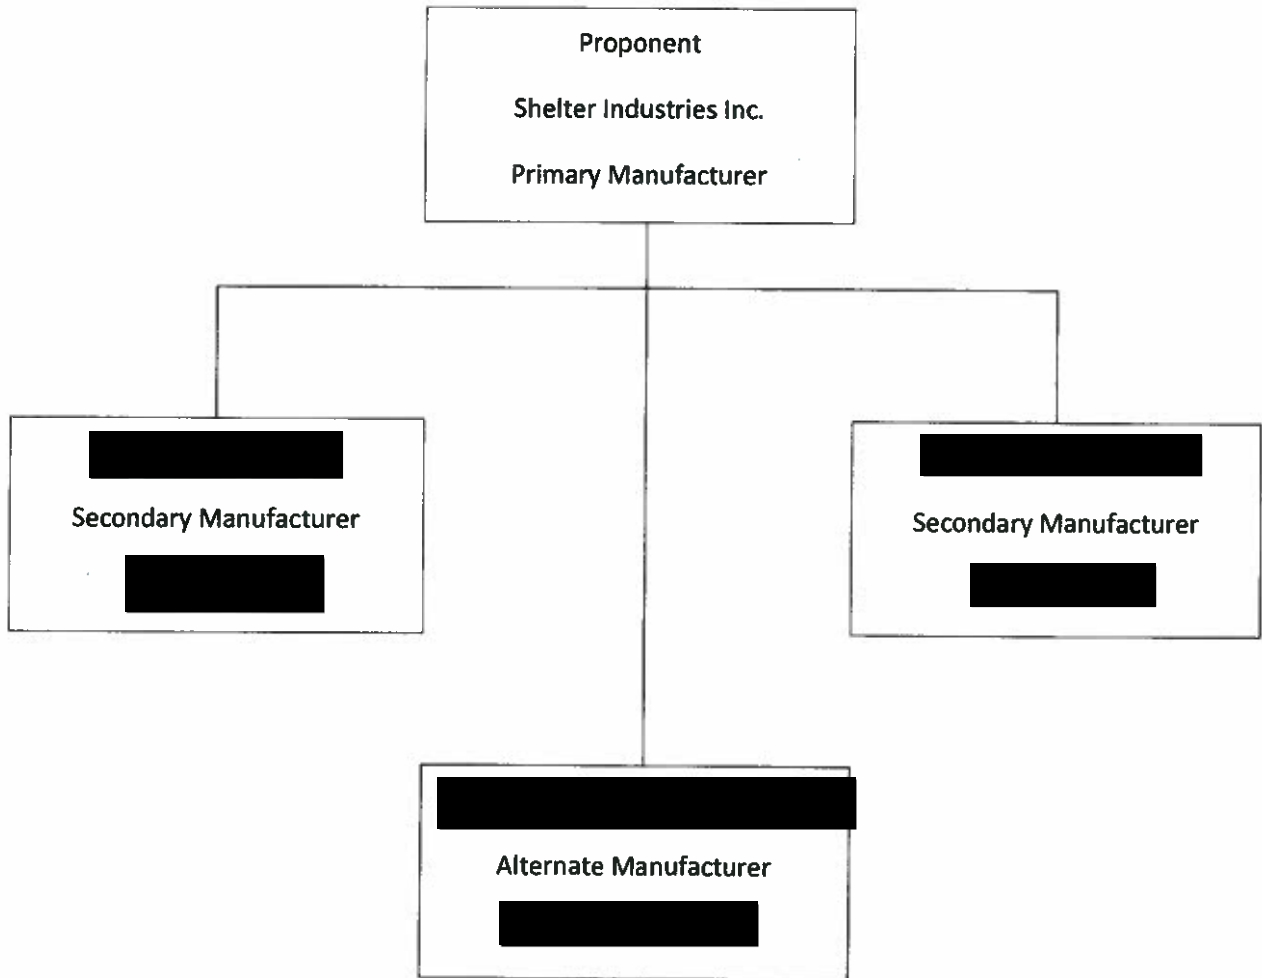 Proponent
Shelter Industries Inc.
Primary Manufacturer
Secondary Manufacturer
Secondary Manufacturer
Alternate Manufacturer